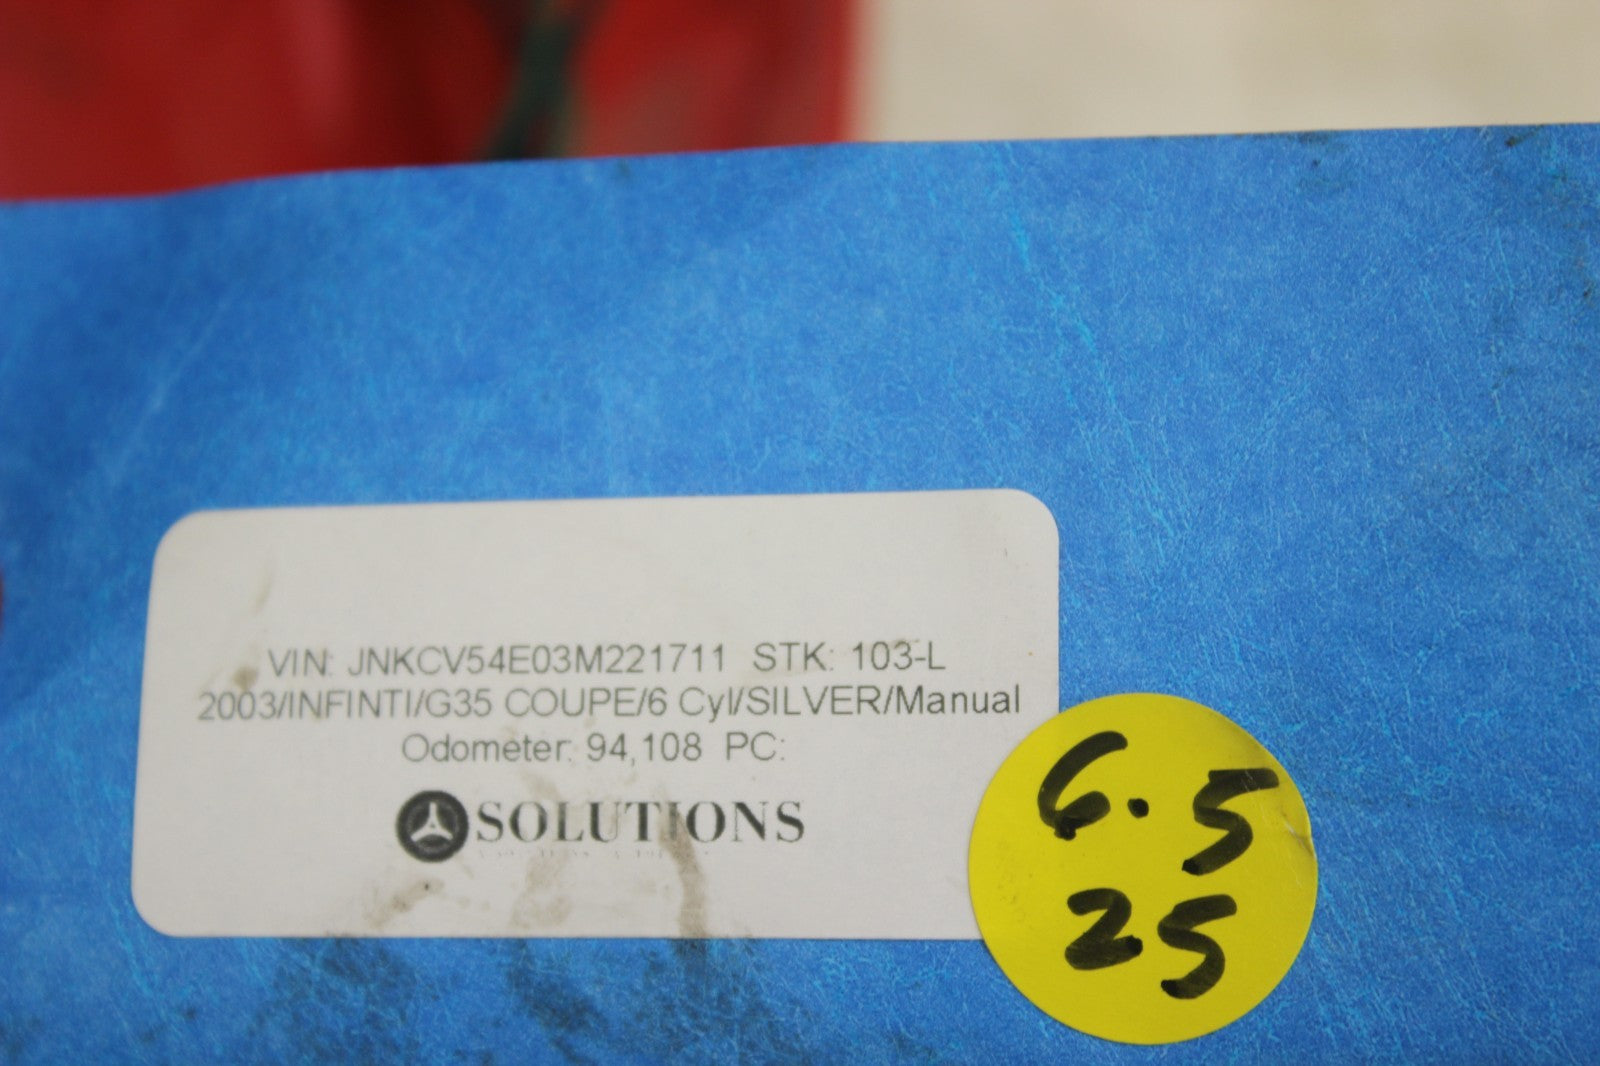 VIN: JNKCV54E03M221711 STK: 103-L
2003/INFINTI/G35 COUPE/6 Cyl/SILVER/Manual
Odometer: 94,108 PC:
SOLUTIONS
6.5
25